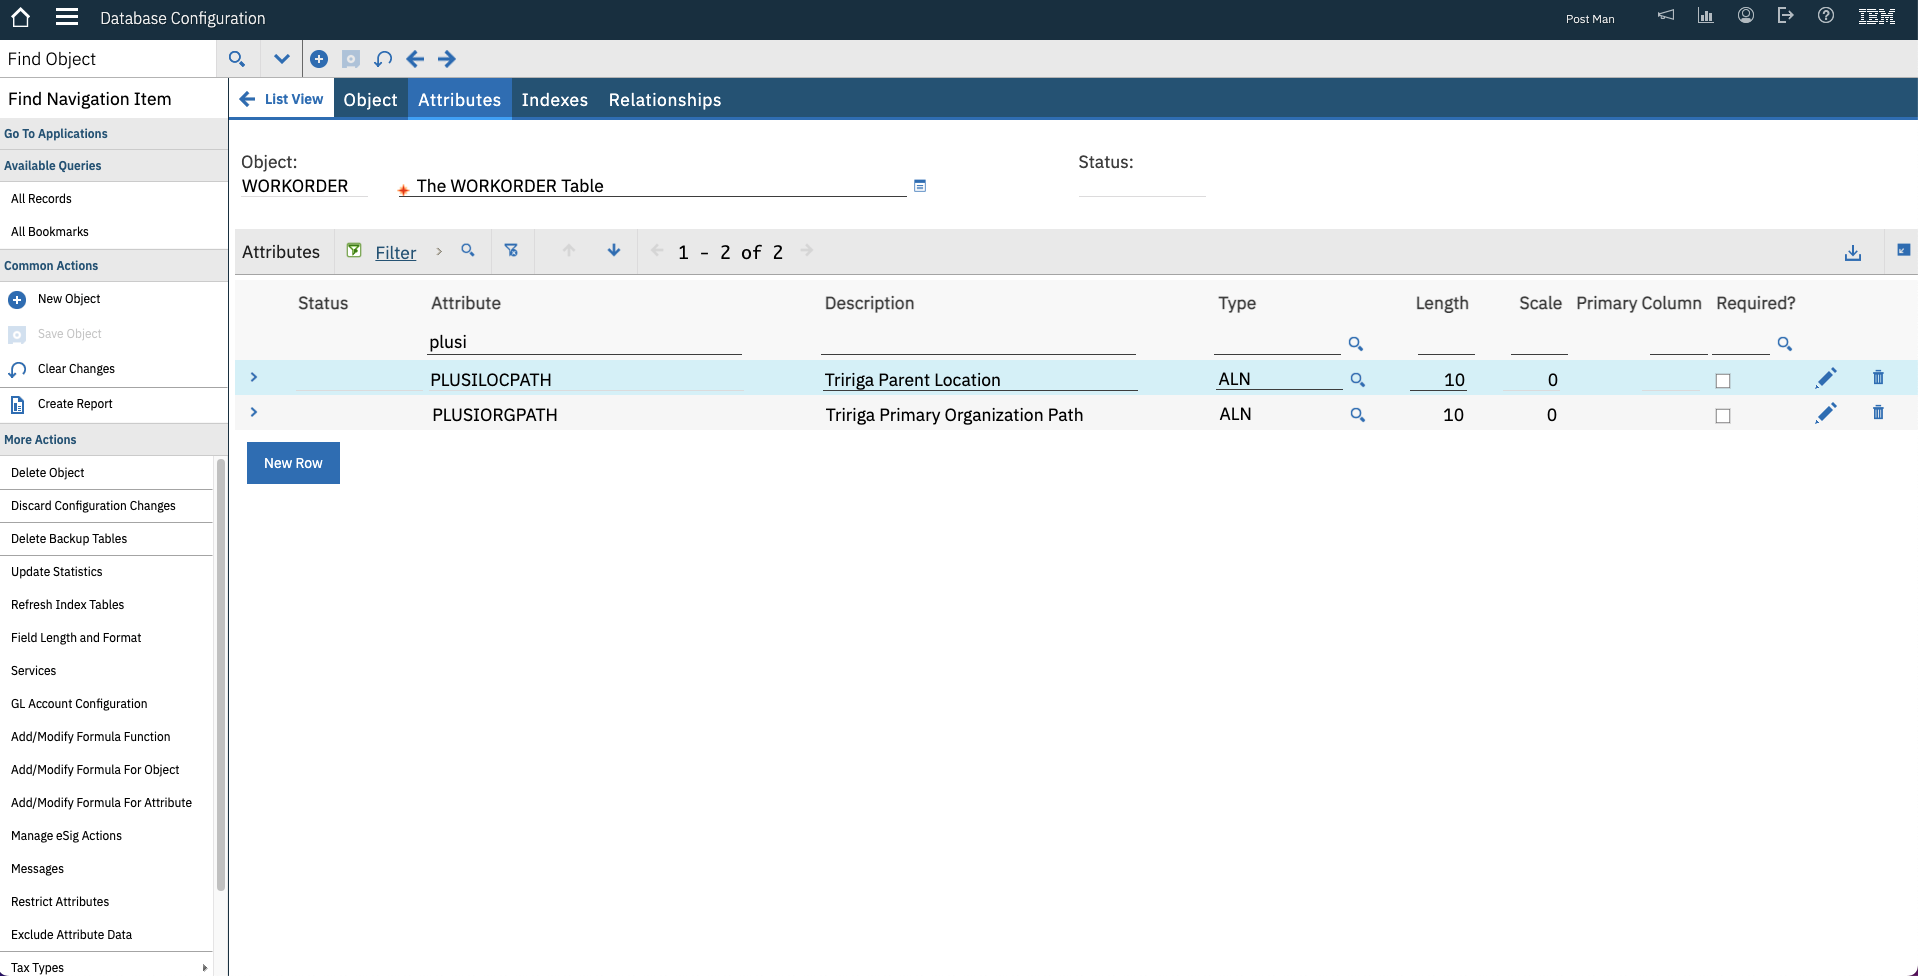 Database Configuration
Post Man
IBM
Find Object
Find Navigation Item
List View
Object
Attributes
Indexes
Relationships
Go To Applications
Available Queries
All Records
All Bookmarks
Common Actions
New Object
Save Object
Clear Changes
Create Report
More Actions
Delete Object
Discard Configuration Changes
Delete Backup Tables
Update Statistics
Refresh Index Tables
Field Length and Format
Services
GL Account Configuration
Add/Modify Formula Function
Add/Modify Formula For Object
Add/Modify Formula For Attribute
Manage eSig Actions
Messages
Restrict Attributes
Exclude Attribute Data
Tax Types
Object:
Status:
WORKORDER
The WORKORDER Table
Attributes
Filter
1 - 2 of 2
Status Attribute Description Type Length Scale Primary Column Required?
plusi
PLUSILOCPATH Tririga Parent Location ALN 10 0
PLUSIORGPATH Tririga Primary Organization Path ALN 10 0
New Row